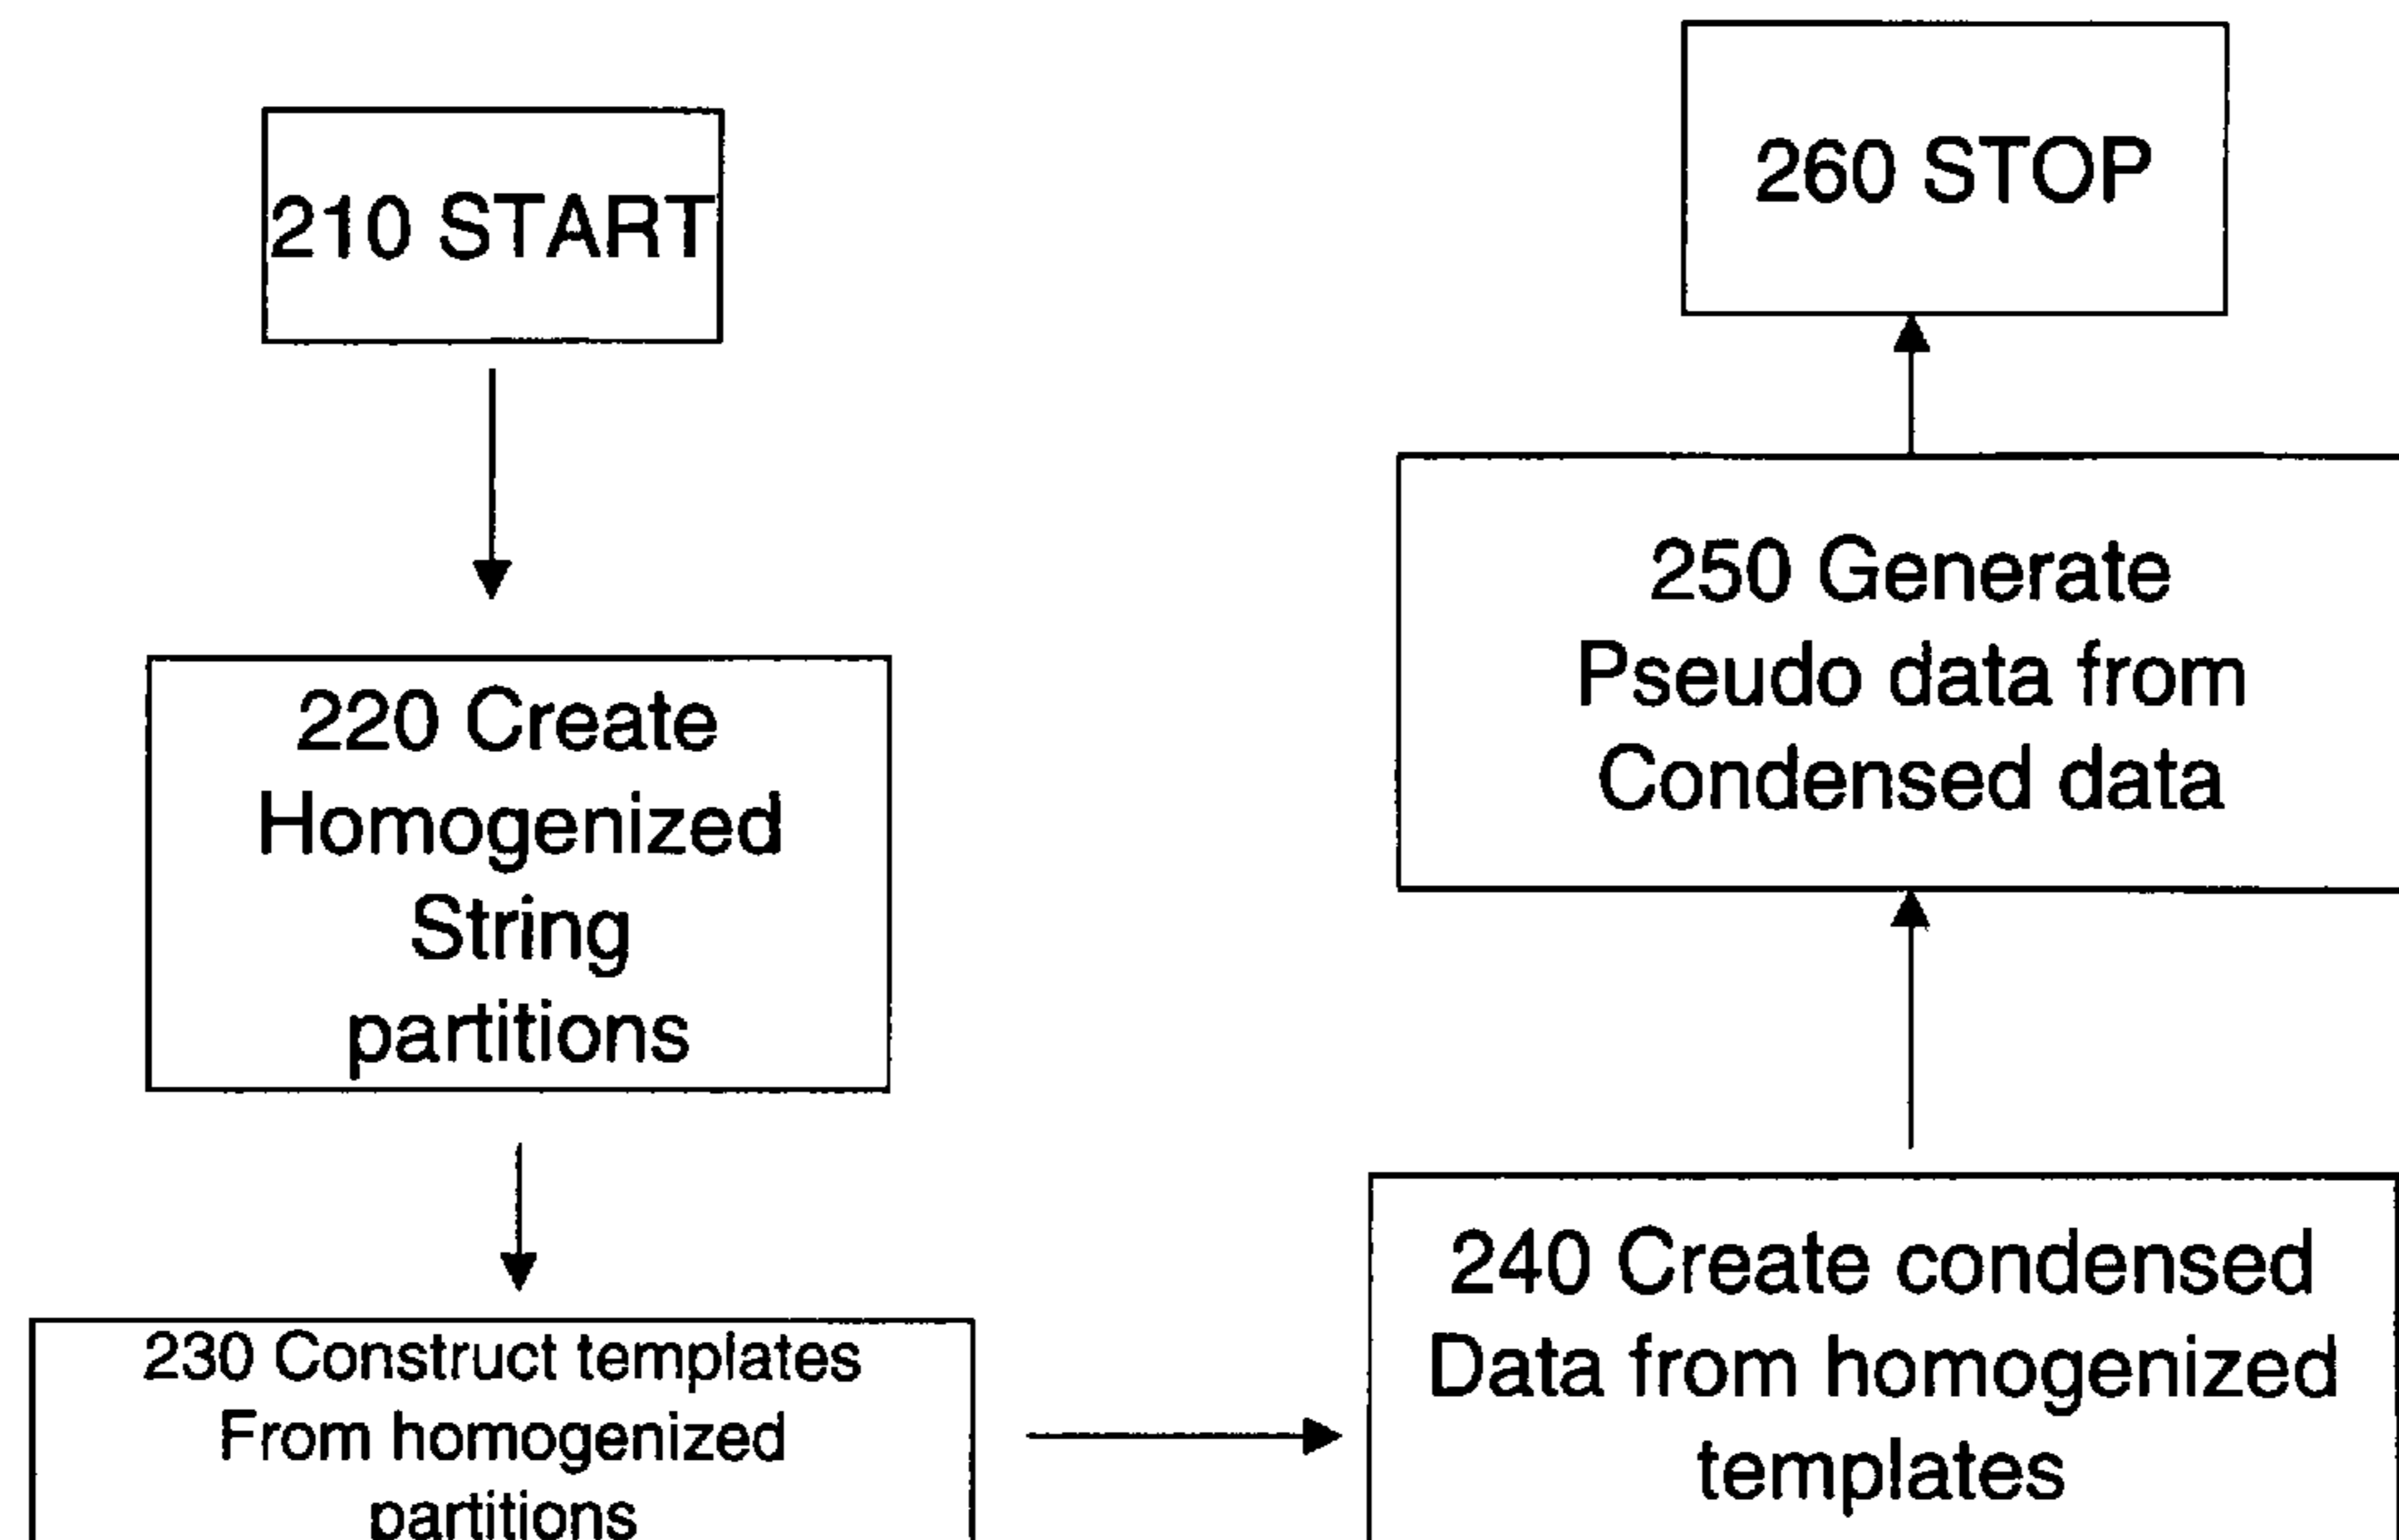 210 START
220 Create
Homogenized
String
partitions
230 Construct templates
From homogenized
partitions
240 Create condensed
Data from homogenized
templates
250 Generate
Pseudo data from
Condensed data
260 STOP